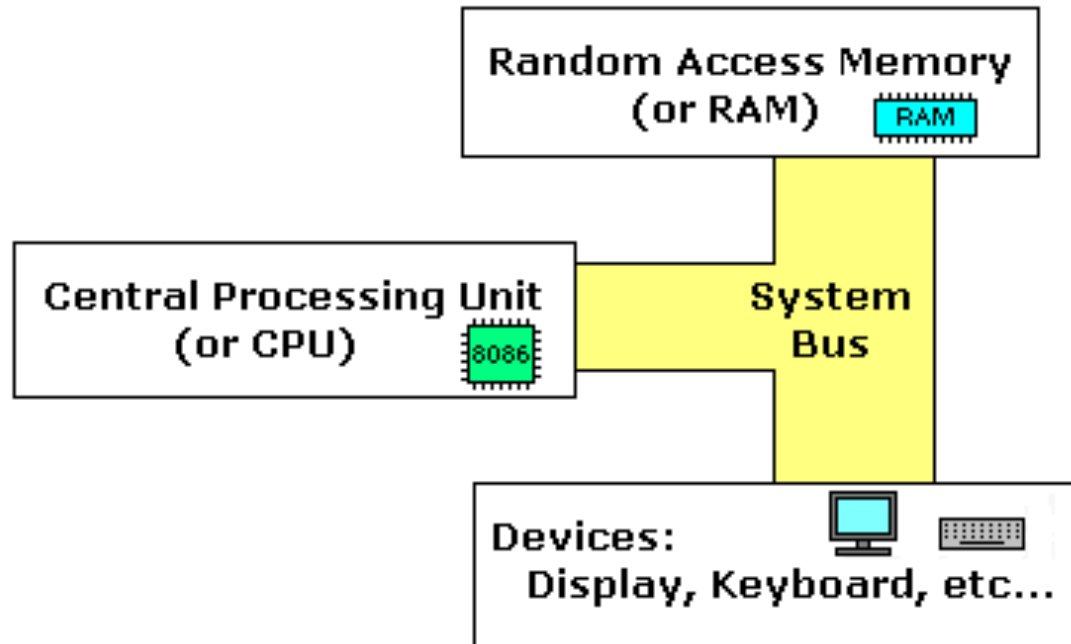 Random Access Memory
(or RAM)
RAM
Central Processing Unit
(or CPU)
8086
System
Bus
Devices:
Display, Keyboard, etc...